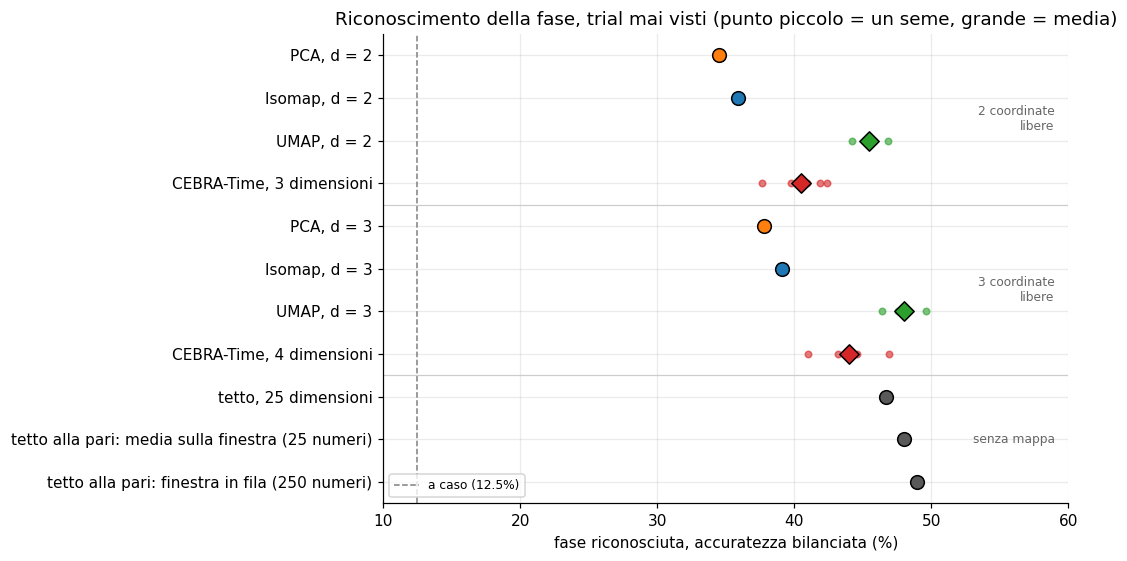 Riconoscimento della fase, trial mai visti (punto piccolo = un seme, grande = media)
PCA, d = 2
Isomap, d = 2
2 coordinate
libere
UMAP, d = 2
CEBRA-Time, 3 dimensioni
PCA, d = 3
Isomap, d = 3
3 coordinate
libere
UMAP, d = 3
CEBRA-Time, 4 dimensioni
tetto, 25 dimensioni
tetto alla pari: media sulla finestra (25 numeri)
senza mappa
tetto alla pari: finestra in fila (250 numeri)
a caso (12.5%)
10 20 30 40 50 60
fase riconosciuta, accuratezza bilanciata (%)